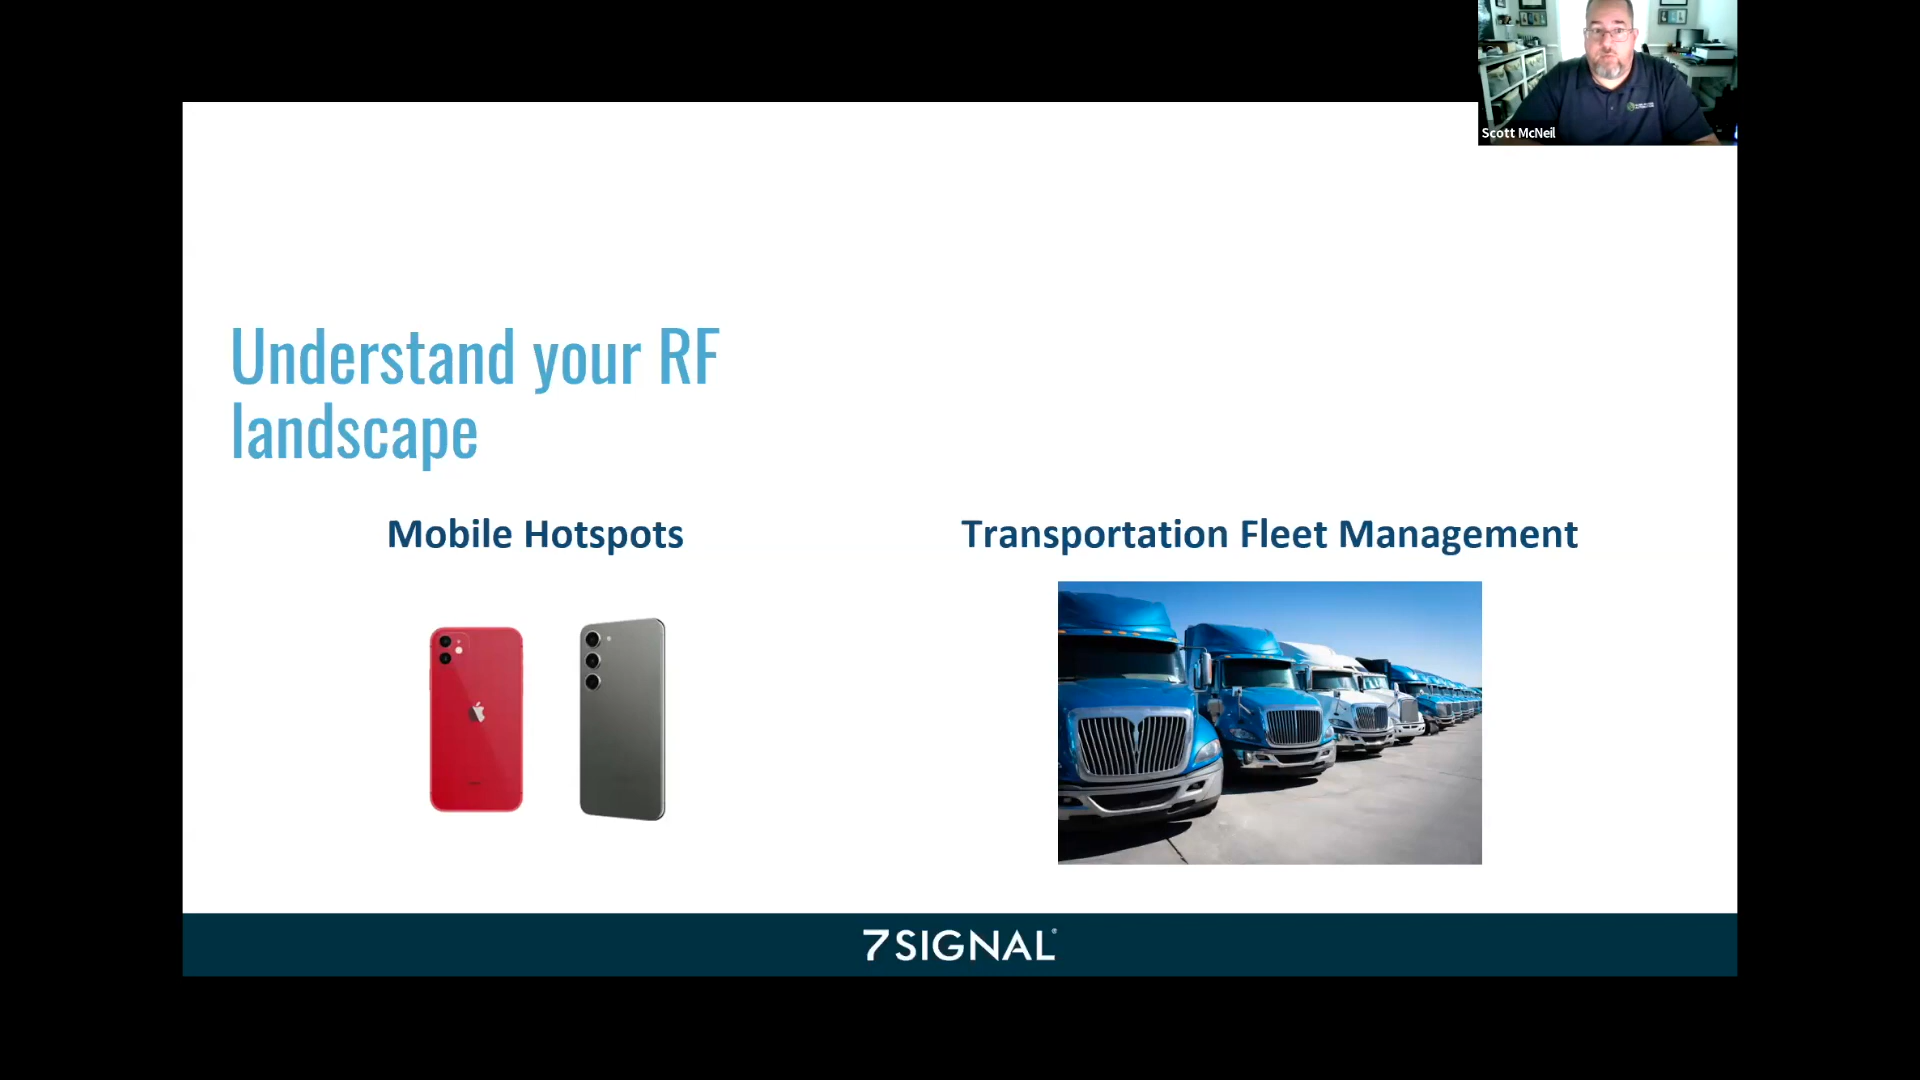 Scott McNeil
Understand your RF
landscape
Mobile Hotspots
Transportation Fleet Management
7SIGNAL®